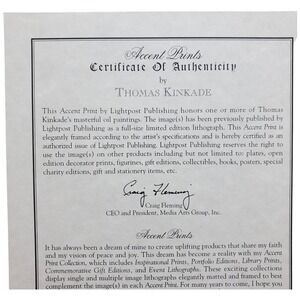 Accent Prints
Certificate Of Authenticity
by
THOMAS KINKADE
This Accent Print by Lightpost Publishing honors one or more of Thomas
Kinkade's masterful oil paintings. The image(s) has been previously published by
Lightpost Publishing as a full-size limited edition lithograph. This Accent Print is
elegantly framed according to the artist's specifications and is hereby certified as an
authorized issue of Lightpost Publishing. Lightpost Publishing reserves the right to
use the image(s) on other products including but not limited to: plates, open
edition decorator prints, figurines, gift editions, collectibles, books, posters, special
charity editions, gift and stationery items, etc.
Craig Fleming
Craig Fleming
CEO and President, Media Arts Group, Inc.
Accent Prints
It has always been a dream of mine to create uplifting products that share my faith
and my vision of peace and joy. This dream has become a reality with my Accent
Print Collection, which includes Inspirational Prints, Portfolio Editions, Library Prints,
Commemorative Gift Editions, and Event Lithographs. These exciting collections
display single and multiple image lithographs elegantly matted and framed to best
complement the image of that piece. For many years to come, I hope you